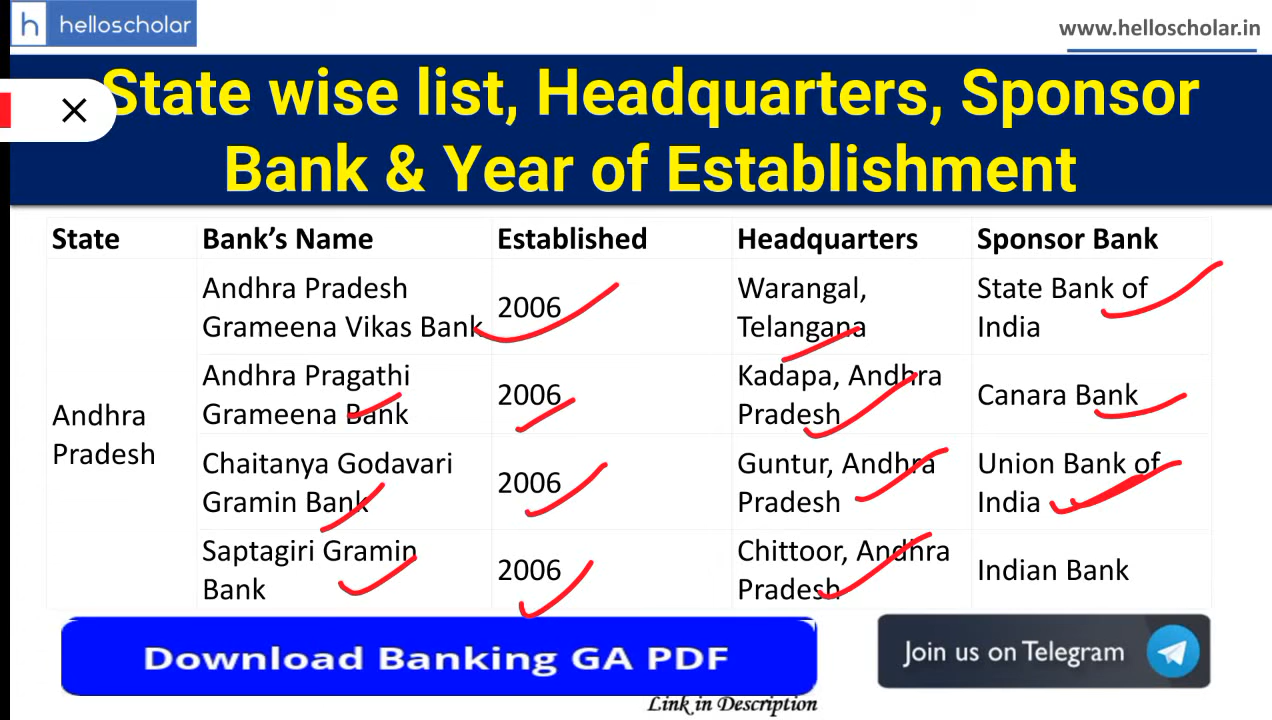 h helloscholar
www.helloscholar.in
State wise list, Headquarters, Sponsor
Bank & Year of Establishment
State Bank's Name Established Headquarters Sponsor Bank
Andhra
Pradesh
Andhra Pradesh
Grameena Vikas Bank
2006
Warangal,
Telangana
State Bank of
India
Andhra Pragathi
Grameena Bank
2006
Kadapa, Andhra
Pradesh
Canara Bank
Chaitanya Godavari
Gramin Bank
2006
Guntur, Andhra
Pradesh
Union Bank of
India
Saptagiri Gramin
Bank
2006
Chittoor, Andhra
Pradesh
Indian Bank
Download Banking GA PDF
Join us on Telegram
Link in Description